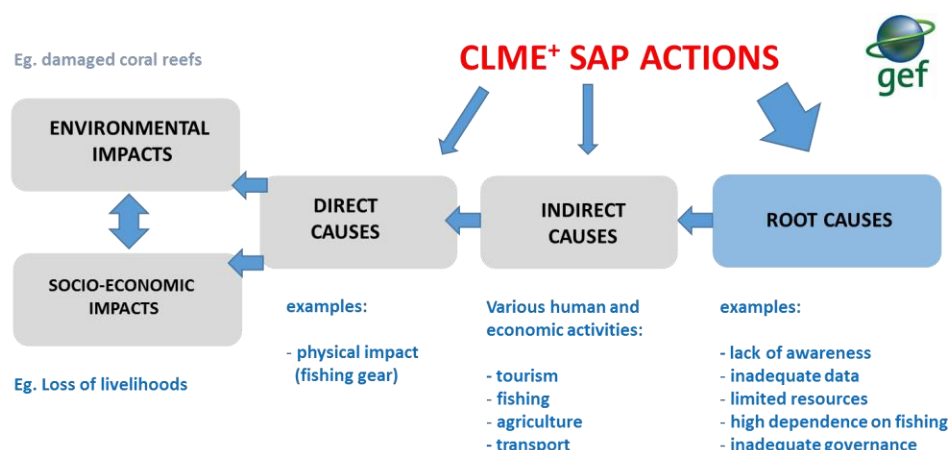 Eg. damaged coral reefs
CLME+ SAP ACTIONS
gef
ENVIRONMENTAL
IMPACTS
DIRECT
CAUSES
INDIRECT
CAUSES
ROOT CAUSES
SOCIO-ECONOMIC
IMPACTS
Eg. Loss of livelihoods
examples:
- physical impact
(fishing gear)
Various human and
economic activities:
- tourism
- fishing
- agriculture
- transport
examples:
- lack of awareness
- inadequate data
- limited resources
- high dependence on fishing
- inadequate governance